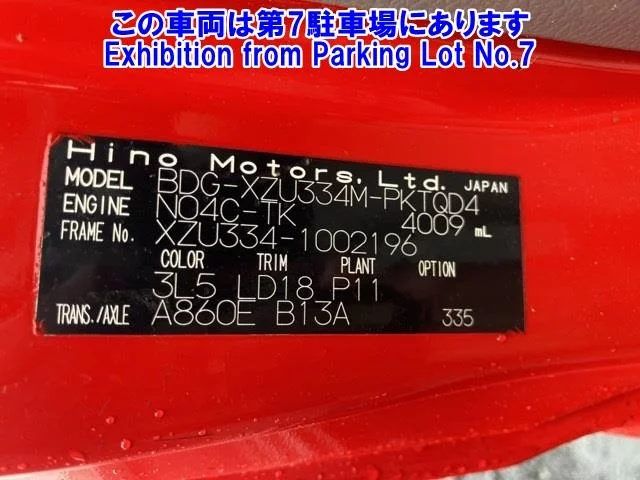 この車両は第7駐車場にあります
Exhibition from Parking Lot No.7
Hino Motors, Ltd. JAPAN
MODEL BDG-XZU334M-PKTQD4
ENGINE N04C-TK 4009 mL
FRAME No. XZU334-1002196
COLOR TRIM PLANT OPTION
3L5 LD18 P11
TRANS./AXLE A860E B13A 335